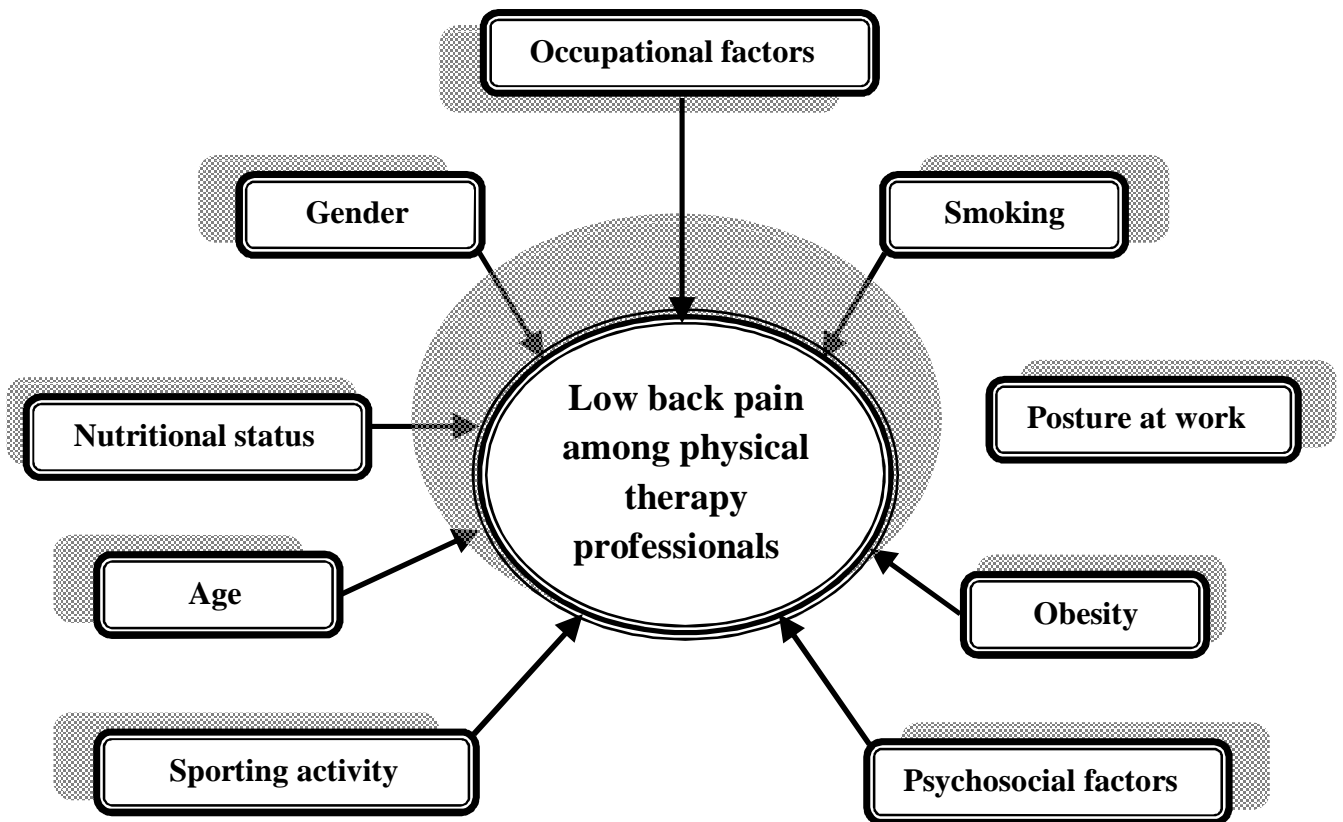 Occupational factors
Gender
Smoking
Low back pain
among physical
therapy
professionals
Nutritional status
Posture at work
Age
Obesity
Sporting activity
Psychosocial factors